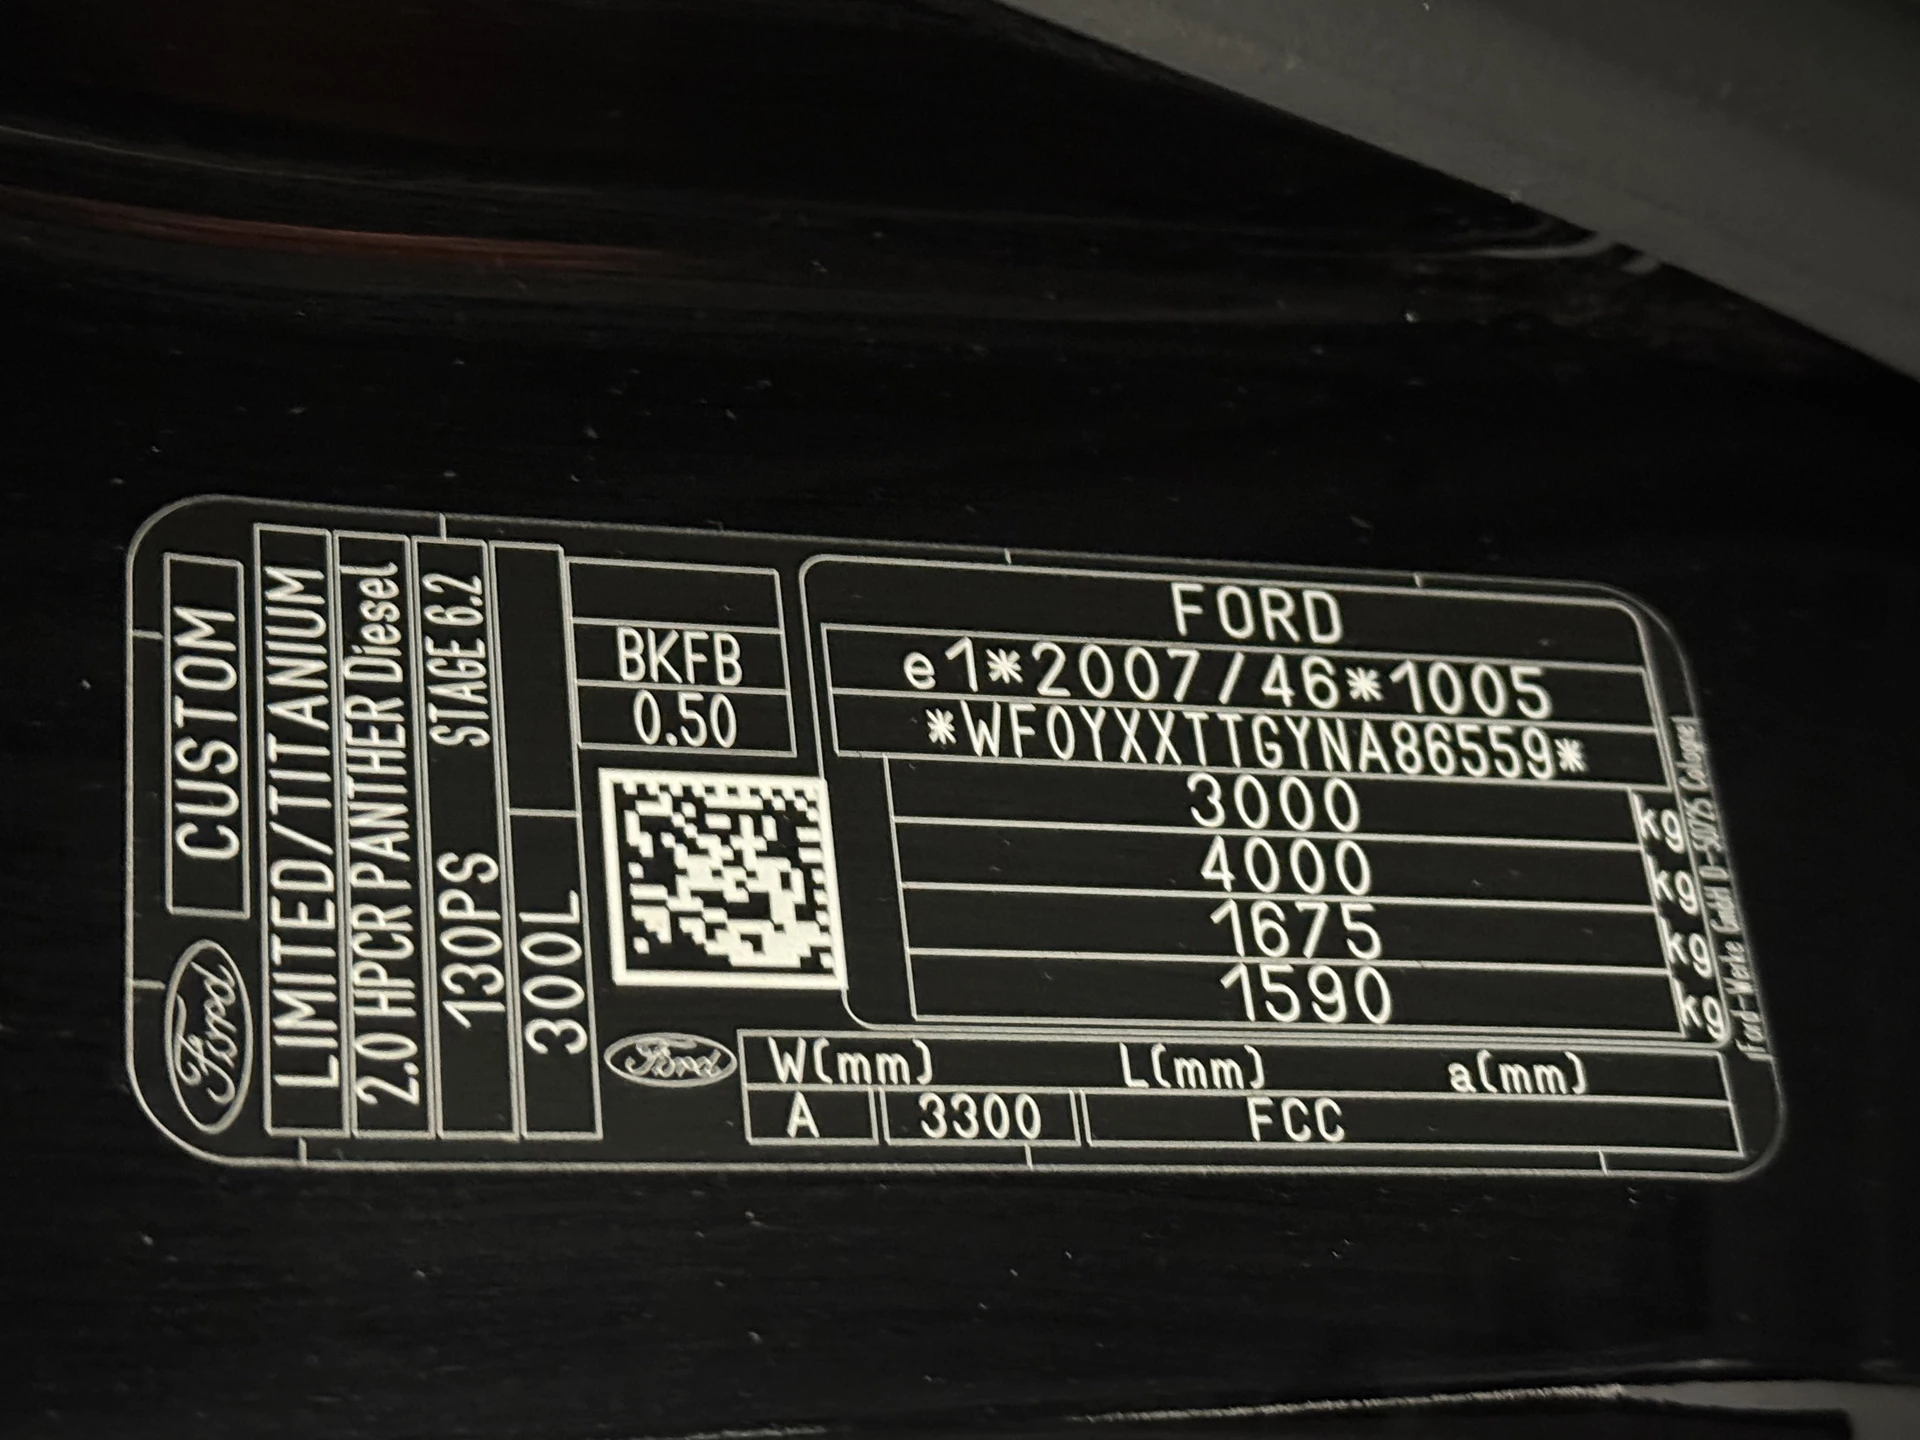 CUSTOM
Ford
LIMITED/TITANIUM
2.0 HPCR PANTHER Diesel
130PS STAGE 6.2
300L
BKFB
0.50
Ford
FORD
e1*2007/46*1005
*WF0YXXTTGYNA86559*
3000 kg
4000 kg
1675 kg
1590 kg
W(mm) L(mm) a(mm)
A 3300 FCC
Ford-Werke GmbH D-50725 Cologne